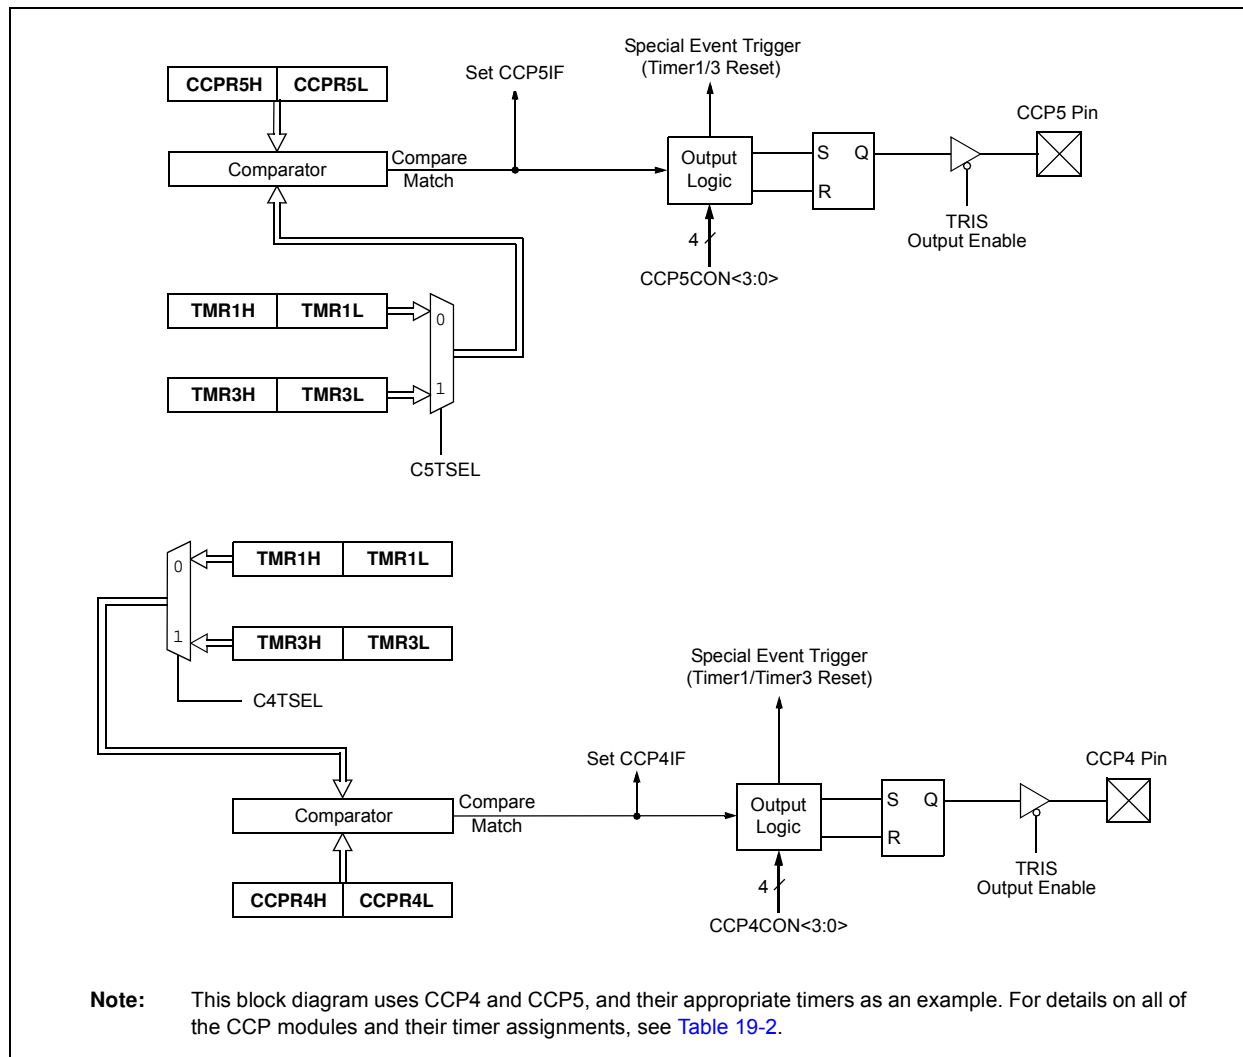 Special Event Trigger
(Timer1/3 Reset)
Set CCP5IF
CCPR5H CCPR5L
CCP5 Pin
Comparator
Compare
Match
Output
Logic
S Q
R
TRIS
Output Enable
4
CCP5CON<3:0>
TMR1H TMR1L
0
TMR3H TMR3L
1
C5TSEL
0
TMR1H TMR1L
1
TMR3H TMR3L
C4TSEL
Special Event Trigger
(Timer1/Timer3 Reset)
Set CCP4IF
CCP4 Pin
Comparator
Compare
Match
Output
Logic
S Q
R
TRIS
Output Enable
CCPR4H CCPR4L
4
CCP4CON<3:0>
Note: This block diagram uses CCP4 and CCP5, and their appropriate timers as an example. For details on all of
the CCP modules and their timer assignments, see Table 19-2.